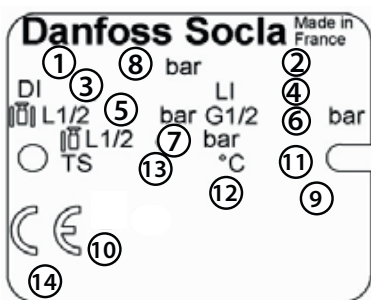 Danfoss Socla Made in France
1 8 bar 2
DI 3 LI 4
L1/2 5 bar G1/2 6 bar
L1/2 7 bar
TS 13 °C 11
12 9
CE 10
14